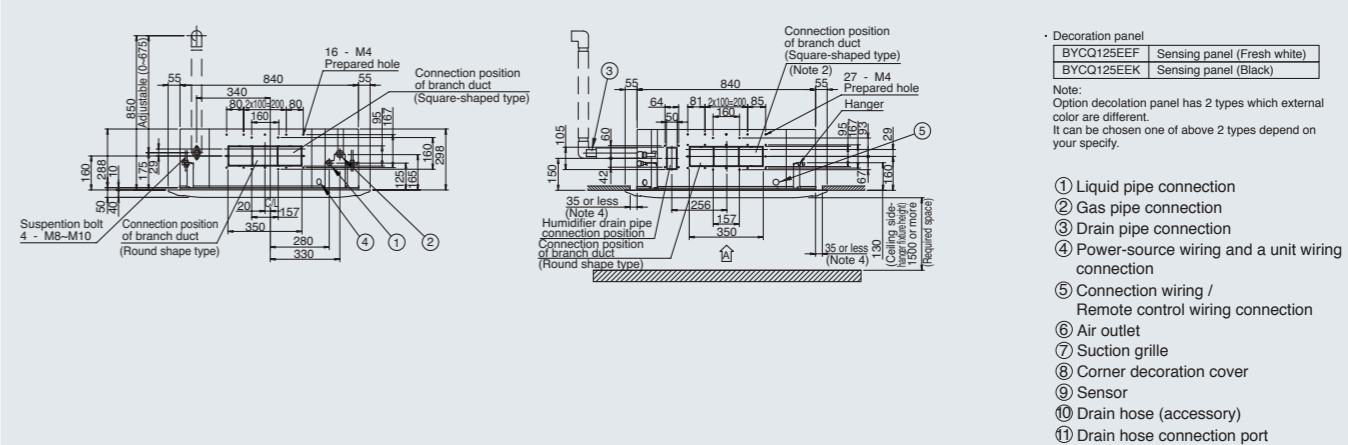 850
Adjustable (0~675)
55
840
55
340
16 - M4
Prepared hole
Connection position
of branch duct
(Square-shaped type)
80
2x100=200
80
160
95
167
160
298
125
165
160
288
10
175
29
50
40
20
C/L
157
350
280
330
Suspention bolt
4 - M8~M10
Connection position
of branch duct
(Round shape type)
④
①
②
③
Connection position
of branch duct
(Square-shaped type)
(Note 2)
27 - M4
Prepared hole
Hanger
55
840
55
64
50
81
2x100=200
85
160
95
167
93
29
160
67
⑤
105
150
60
42
35 or less
(Note 4)
Humidifier drain pipe
connection position
Connection position
of branch duct
(Round shape type)
256
157
350
A
35 or less
(Note 4)
130
(Ceiling side-
hanger fixture height)
1500 or more
(Required space)
· Decoration panel
BYCQ125EEF Sensing panel (Fresh white)
BYCQ125EEK Sensing panel (Black)
Note:
Option decolation panel has 2 types which external
color are different.
It can be chosen one of above 2 types depend on
your specify.
① Liquid pipe connection
② Gas pipe connection
③ Drain pipe connection
④ Power-source wiring and a unit wiring
connection
⑤ Connection wiring /
Remote control wiring connection
⑥ Air outlet
⑦ Suction grille
⑧ Corner decoration cover
⑨ Sensor
⑩ Drain hose (accessory)
⑪ Drain hose connection port